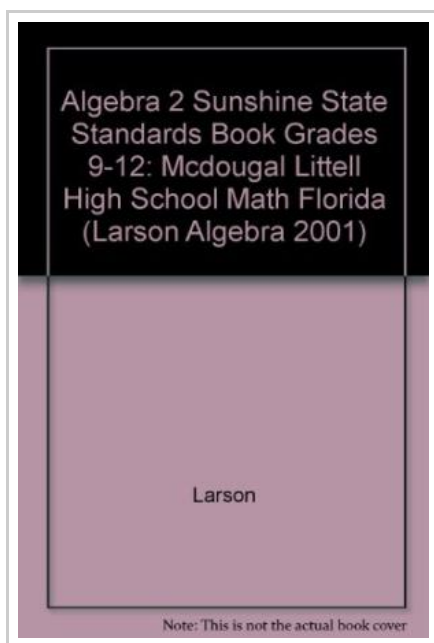 Algebra 2 Sunshine State
Standards Book Grades
9-12: Mcdougal Littell
High School Math Florida
(Larson Algebra 2001)
Larson
Note: This is not the actual book cover